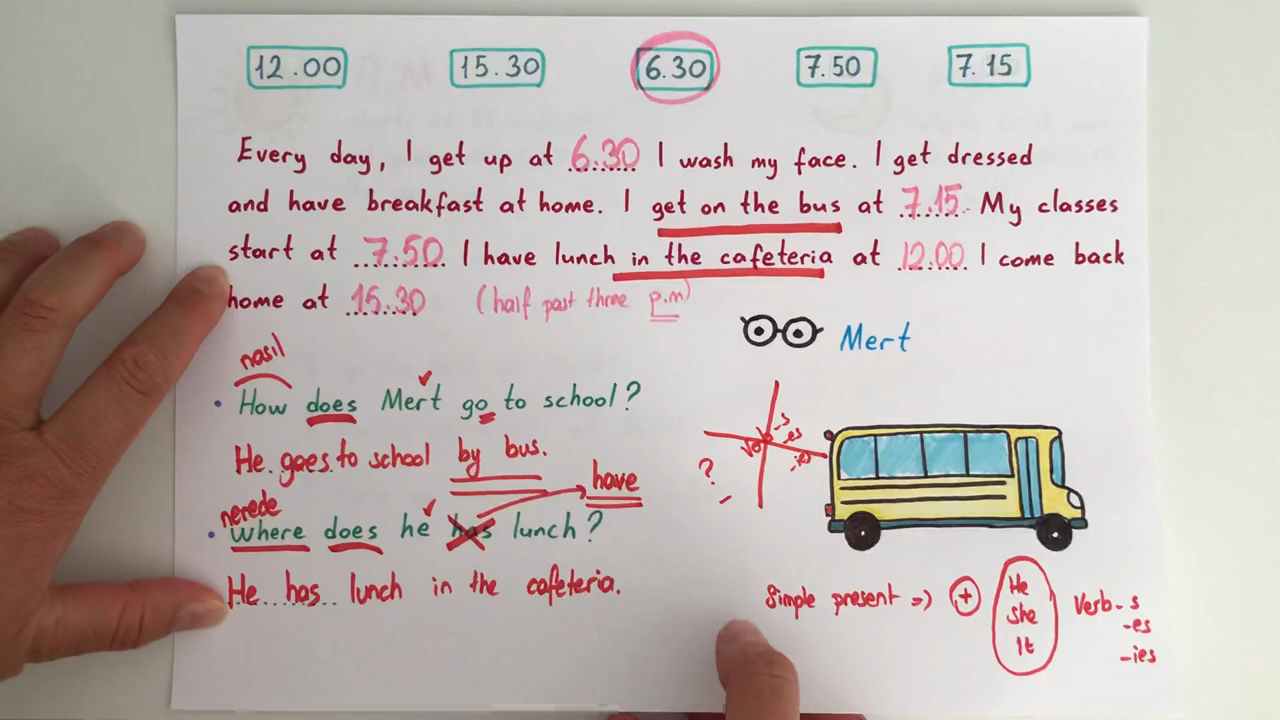 12.00 15.30 6.30 7.50 7.15
Every day, I get up at 6.30 I wash my face. I get dressed
and have breakfast at home. I get on the bus at 7.15. My classes
start at 7.50 I have lunch in the cafeteria at 12.00 I come back
home at 15.30 (half past three p.m)
Mert
nasıl
How does Mert go to school?
He goes to school by bus.
have
nerede
Where does he has lunch?
He has lunch in the cafeteria.
-s
-es
-ies
?
-
Simple present => + He She It Verb-s
-es
-ies